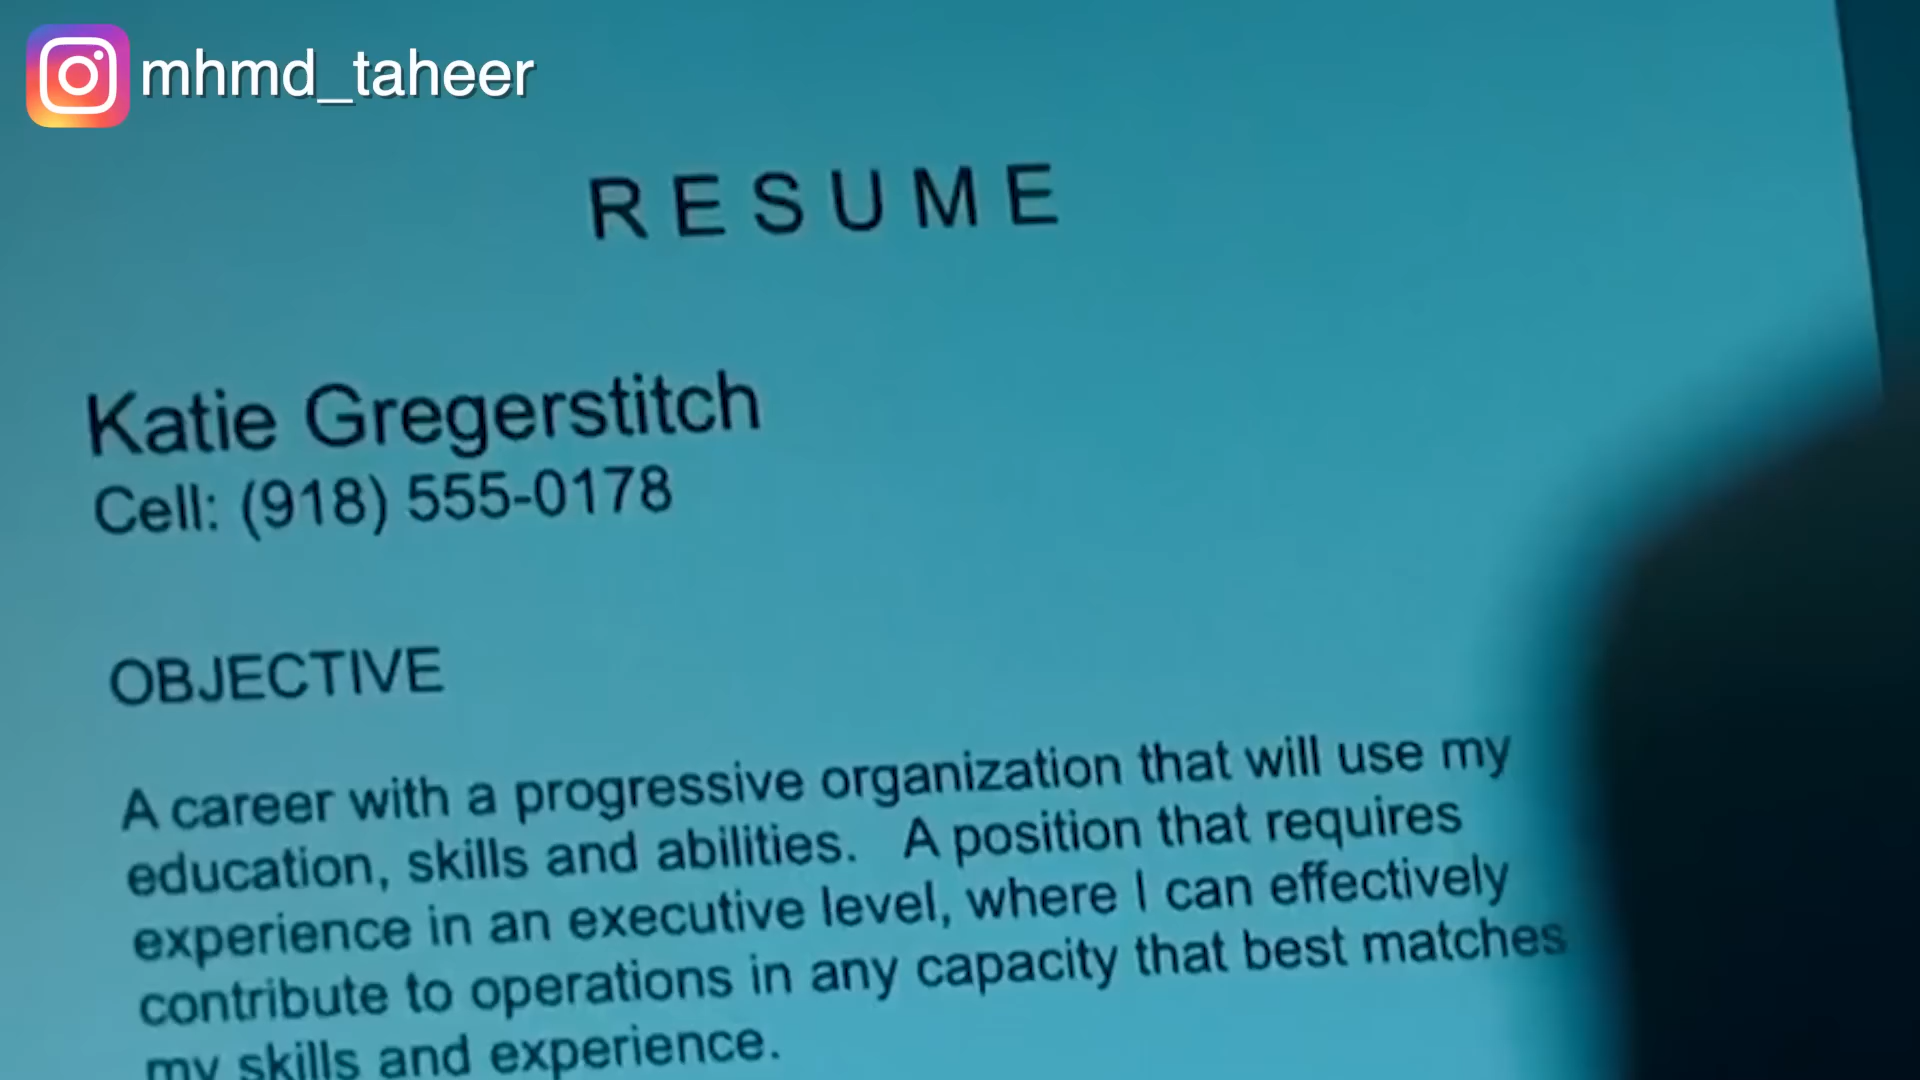 mhmd_taheer
RESUME
Katie Gregerstitch
Cell: (918) 555-0178
OBJECTIVE
A career with a progressive organization that will use my
education, skills and abilities. A position that requires
experience in an executive level, where I can effectively
contribute to operations in any capacity that best matches
my skills and experience.